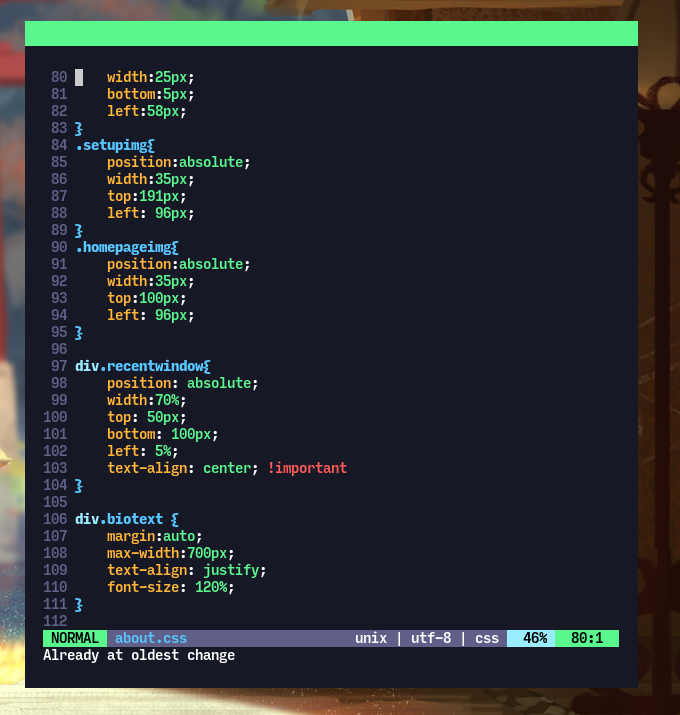 80     width:25px;
81     bottom:5px;
82     left:58px;
83 }
84 .setupimg{
85     position:absolute;
86     width:35px;
87     top:191px;
88     left: 96px;
89 }
90 .homepageimg{
91     position:absolute;
92     width:35px;
93     top:100px;
94     left: 96px;
95 }
96
97 div.recentwindow{
98     position: absolute;
99     width:70%;
100     top: 50px;
101     bottom: 100px;
102     left: 5%;
103     text-align: center; !important
104 }
105
106 div.biotext {
107     margin:auto;
108     max-width:700px;
109     text-align: justify;
110     font-size: 120%;
111 }
112
NORMAL about.css unix | utf-8 | css 46% 80:1
Already at oldest change